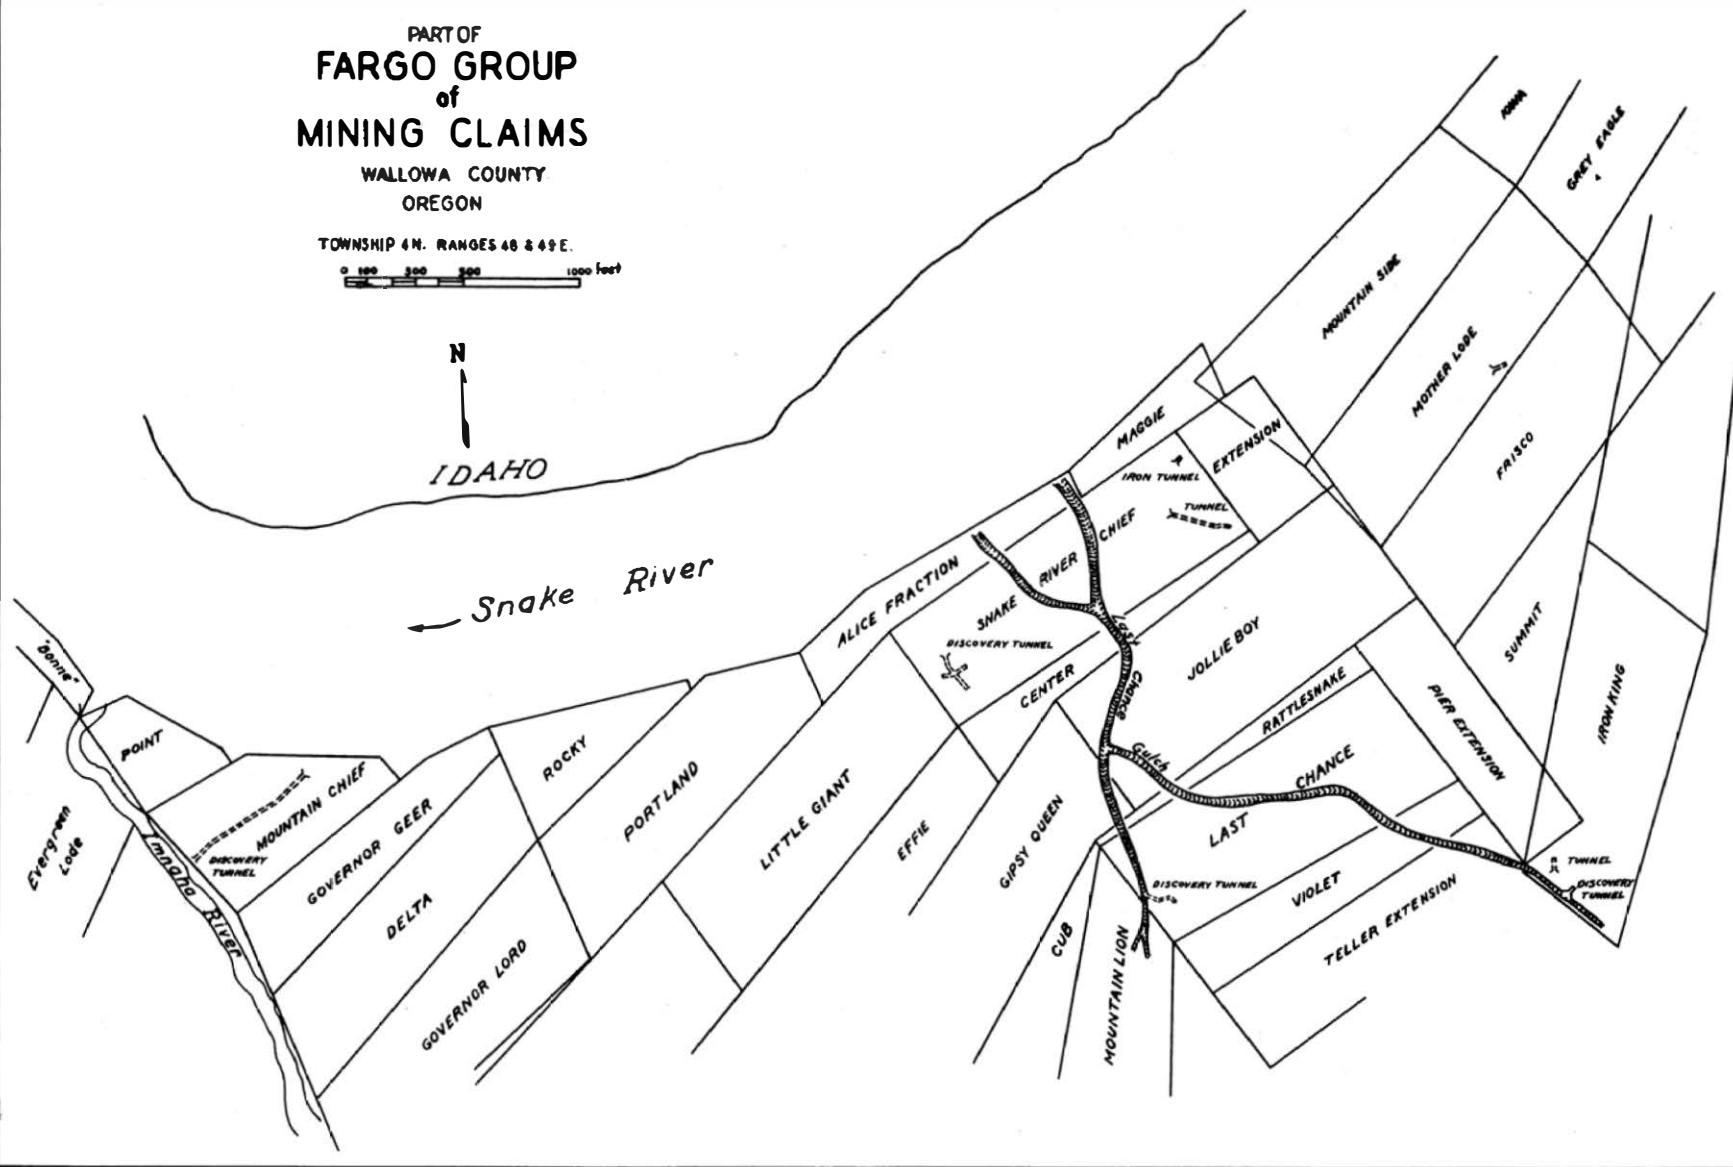 PART OF
FARGO GROUP
of
MINING CLAIMS
WALLOWA COUNTY
OREGON
TOWNSHIP 4 N. RANGES 48 & 49 E.
0 100 300 500 1000 feet
N
IDAHO
Snake River
IOWA
GREY EAGLE
MOUNTAIN SIDE
MOTHER LODE
FRISCO
SUMMIT
IRON KING
MAGGIE
EXTENSION
IRON TUNNEL
TUNNEL
SNAKE RIVER CHIEF
ALICE FRACTION
DISCOVERY TUNNEL
CENTER
JOLLIE BOY
RATTLESNAKE
PIER EXTENSION
Last Chance Gulch
LAST CHANCE
VIOLET
TELLER EXTENSION
TUNNEL
DISCOVERY
TUNNEL
DISCOVERY TUNNEL
GIPSY QUEEN
CUB
MOUNTAIN LION
EFFIE
LITTLE GIANT
PORTLAND
ROCKY
GOVERNOR LORD
DELTA
GOVERNOR GEER
MOUNTAIN CHIEF
DISCOVERY
TUNNEL
POINT
"Bonne"
Evergreen
Lode
Imnaha River